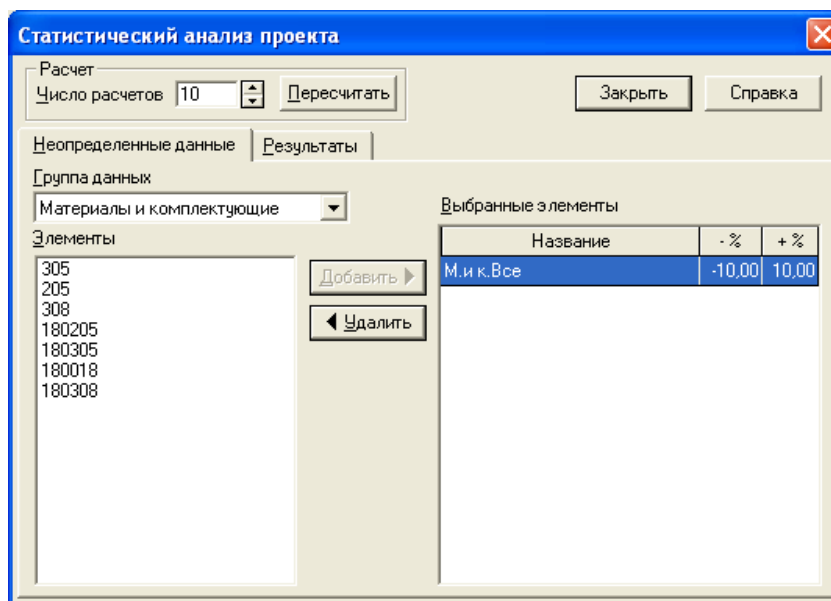 Статистический анализ проекта
Расчет
Число расчетов 10 Пересчитать Закрыть Справка
Неопределенные данные Результаты
Группа данных
Материалы и комплектующие
Выбранные элементы
Элементы
Название - % + %
М.и к.Все -10,00 10,00
305
205
308
180205
180305
180018
180308
Добавить
Удалить